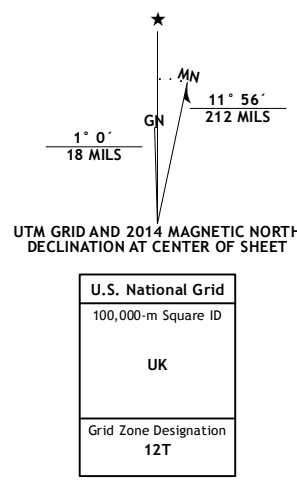 ★
MN
GN
11° 56´
212 MILS
1° 0´
18 MILS
UTM GRID AND 2014 MAGNETIC NORTH
DECLINATION AT CENTER OF SHEET
U.S. National Grid
100,000-m Square ID
UK
Grid Zone Designation
12T